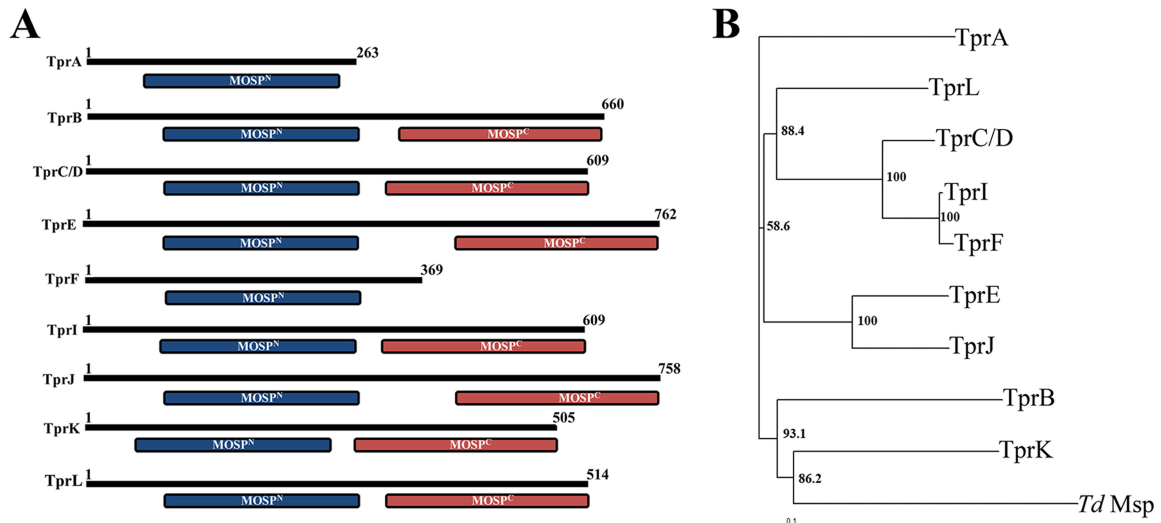 A
TprA 1 263
MOSPN
TprB 1 660
MOSPN MOSPC
TprC/D 1 609
MOSPN MOSPC
TprE 1 762
MOSPN MOSPC
TprF 1 369
MOSPN
TprI 1 609
MOSPN MOSPC
TprJ 1 758
MOSPN MOSPC
TprK 1 505
MOSPN MOSPC
TprL 1 514
MOSPN MOSPC
B
TprA
TprL
88.4
TprC/D
100
TprI
100
58.6
TprF
TprE
100
TprJ
TprB
93.1
TprK
86.2
Td Msp
0.1